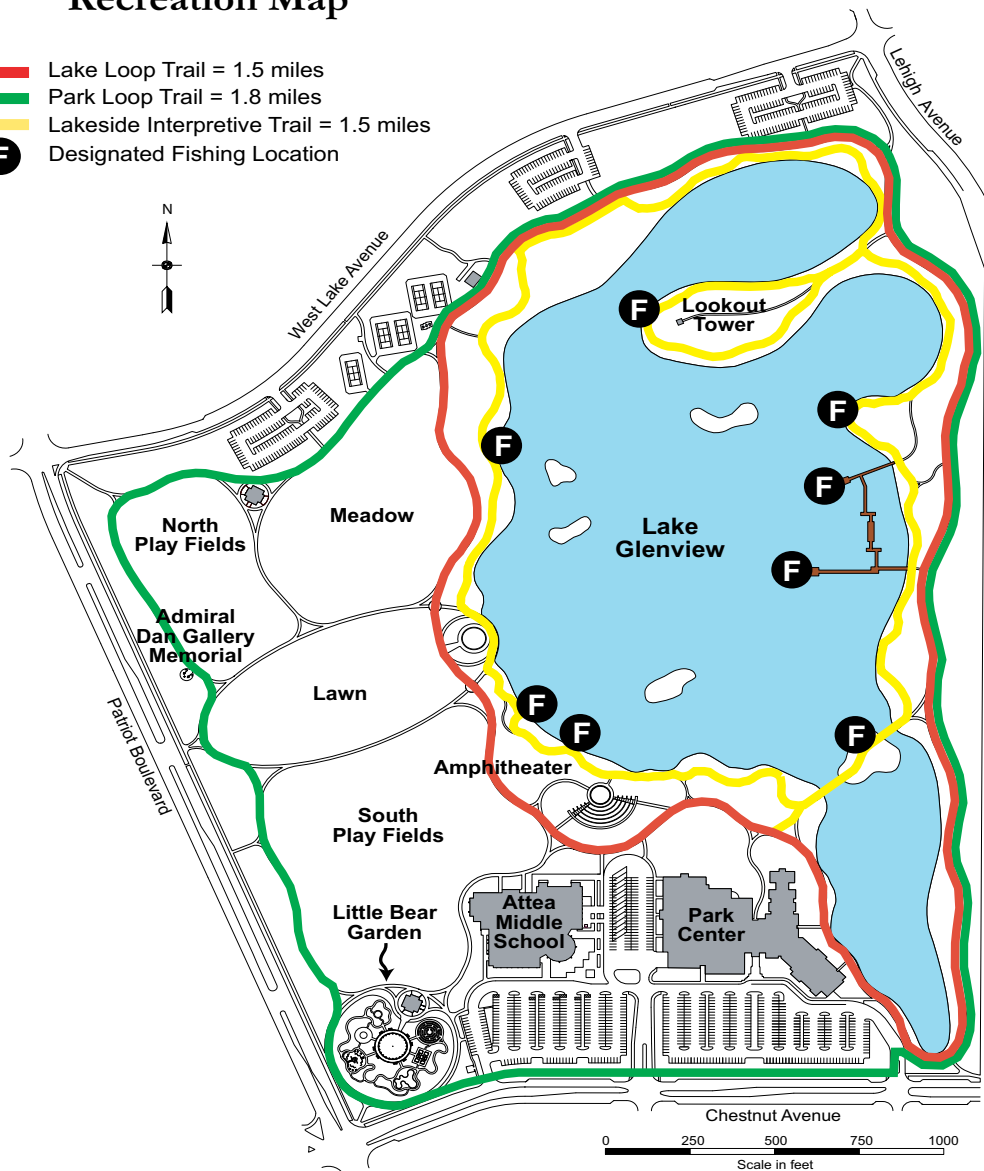 Recreation Map
Lake Loop Trail = 1.5 miles
Park Loop Trail = 1.8 miles
Lakeside Interpretive Trail = 1.5 miles
F Designated Fishing Location
Lehigh Avenue
N
West Lake Avenue
F
Lookout
Tower
F
F
F
North
Play Fields
Meadow
Lake
Glenview
F
Admiral
Dan Gallery
Memorial
Lawn
F
F
F
Patriot Boulevard
Amphitheater
South
Play Fields
Little Bear
Garden
Attea
Middle
School
Park
Center
Chestnut Avenue
0 250 500 750 1000
Scale in feet